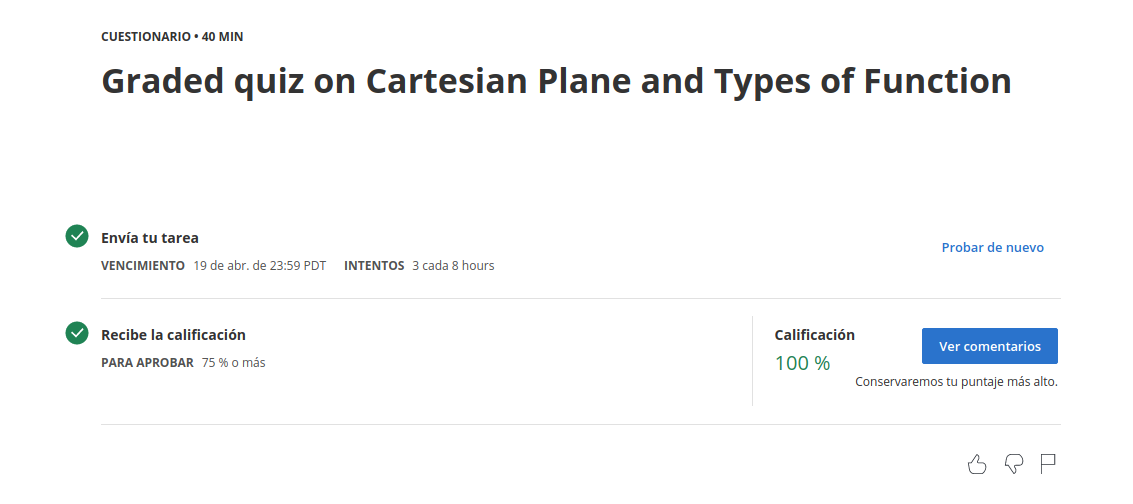 CUESTIONARIO • 40 MIN
Graded quiz on Cartesian Plane and Types of Function
Envía tu tarea
VENCIMIENTO 19 de abr. de 23:59 PDT INTENTOS 3 cada 8 hours
Probar de nuevo
Recibe la calificación
PARA APROBAR 75 % o más
Calificación
100 %
Ver comentarios
Conservaremos tu puntaje más alto.